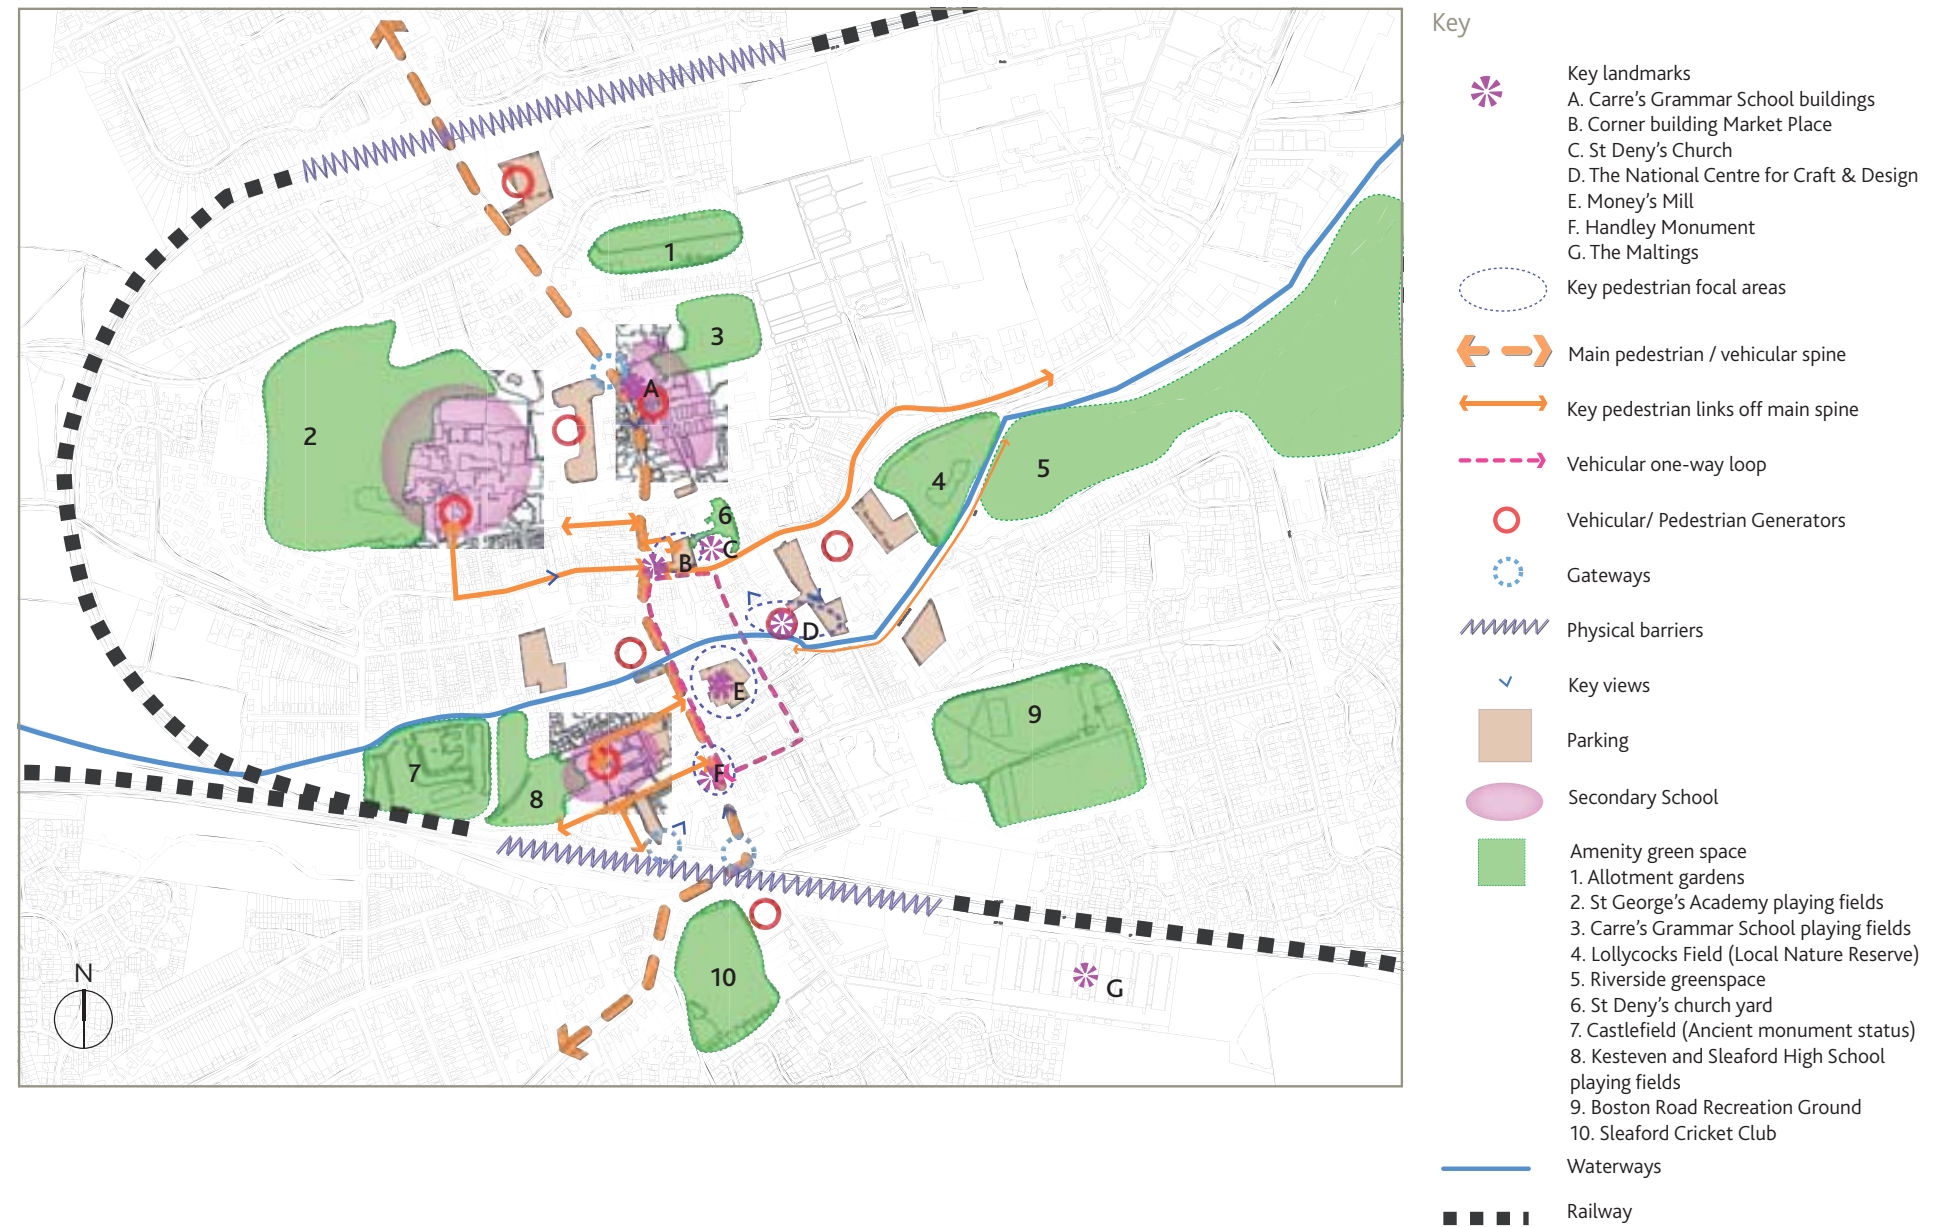 Key
Key landmarks
A. Carre's Grammar School buildings
B. Corner building Market Place
C. St Deny's Church
D. The National Centre for Craft & Design
E. Money's Mill
F. Handley Monument
G. The Maltings
Key pedestrian focal areas
Main pedestrian / vehicular spine
Key pedestrian links off main spine
Vehicular one-way loop
Vehicular/ Pedestrian Generators
Gateways
Physical barriers
Key views
Parking
Secondary School
Amenity green space
1. Allotment gardens
2. St George's Academy playing fields
3. Carre's Grammar School playing fields
4. Lollycocks Field (Local Nature Reserve)
5. Riverside greenspace
6. St Deny's church yard
7. Castlefield (Ancient monument status)
8. Kesteven and Sleaford High School
playing fields
9. Boston Road Recreation Ground
10. Sleaford Cricket Club
Waterways
Railway
1
3
A
2
4
5
6
C
B
D
E
9
7
F
8
10
G
N